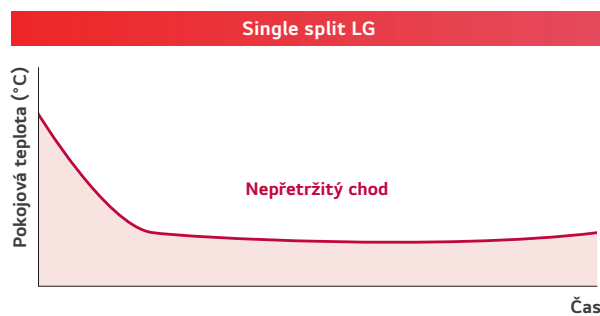 Single split LG
Pokojová teplota (°C)
Nepřetržitý chod
Čas